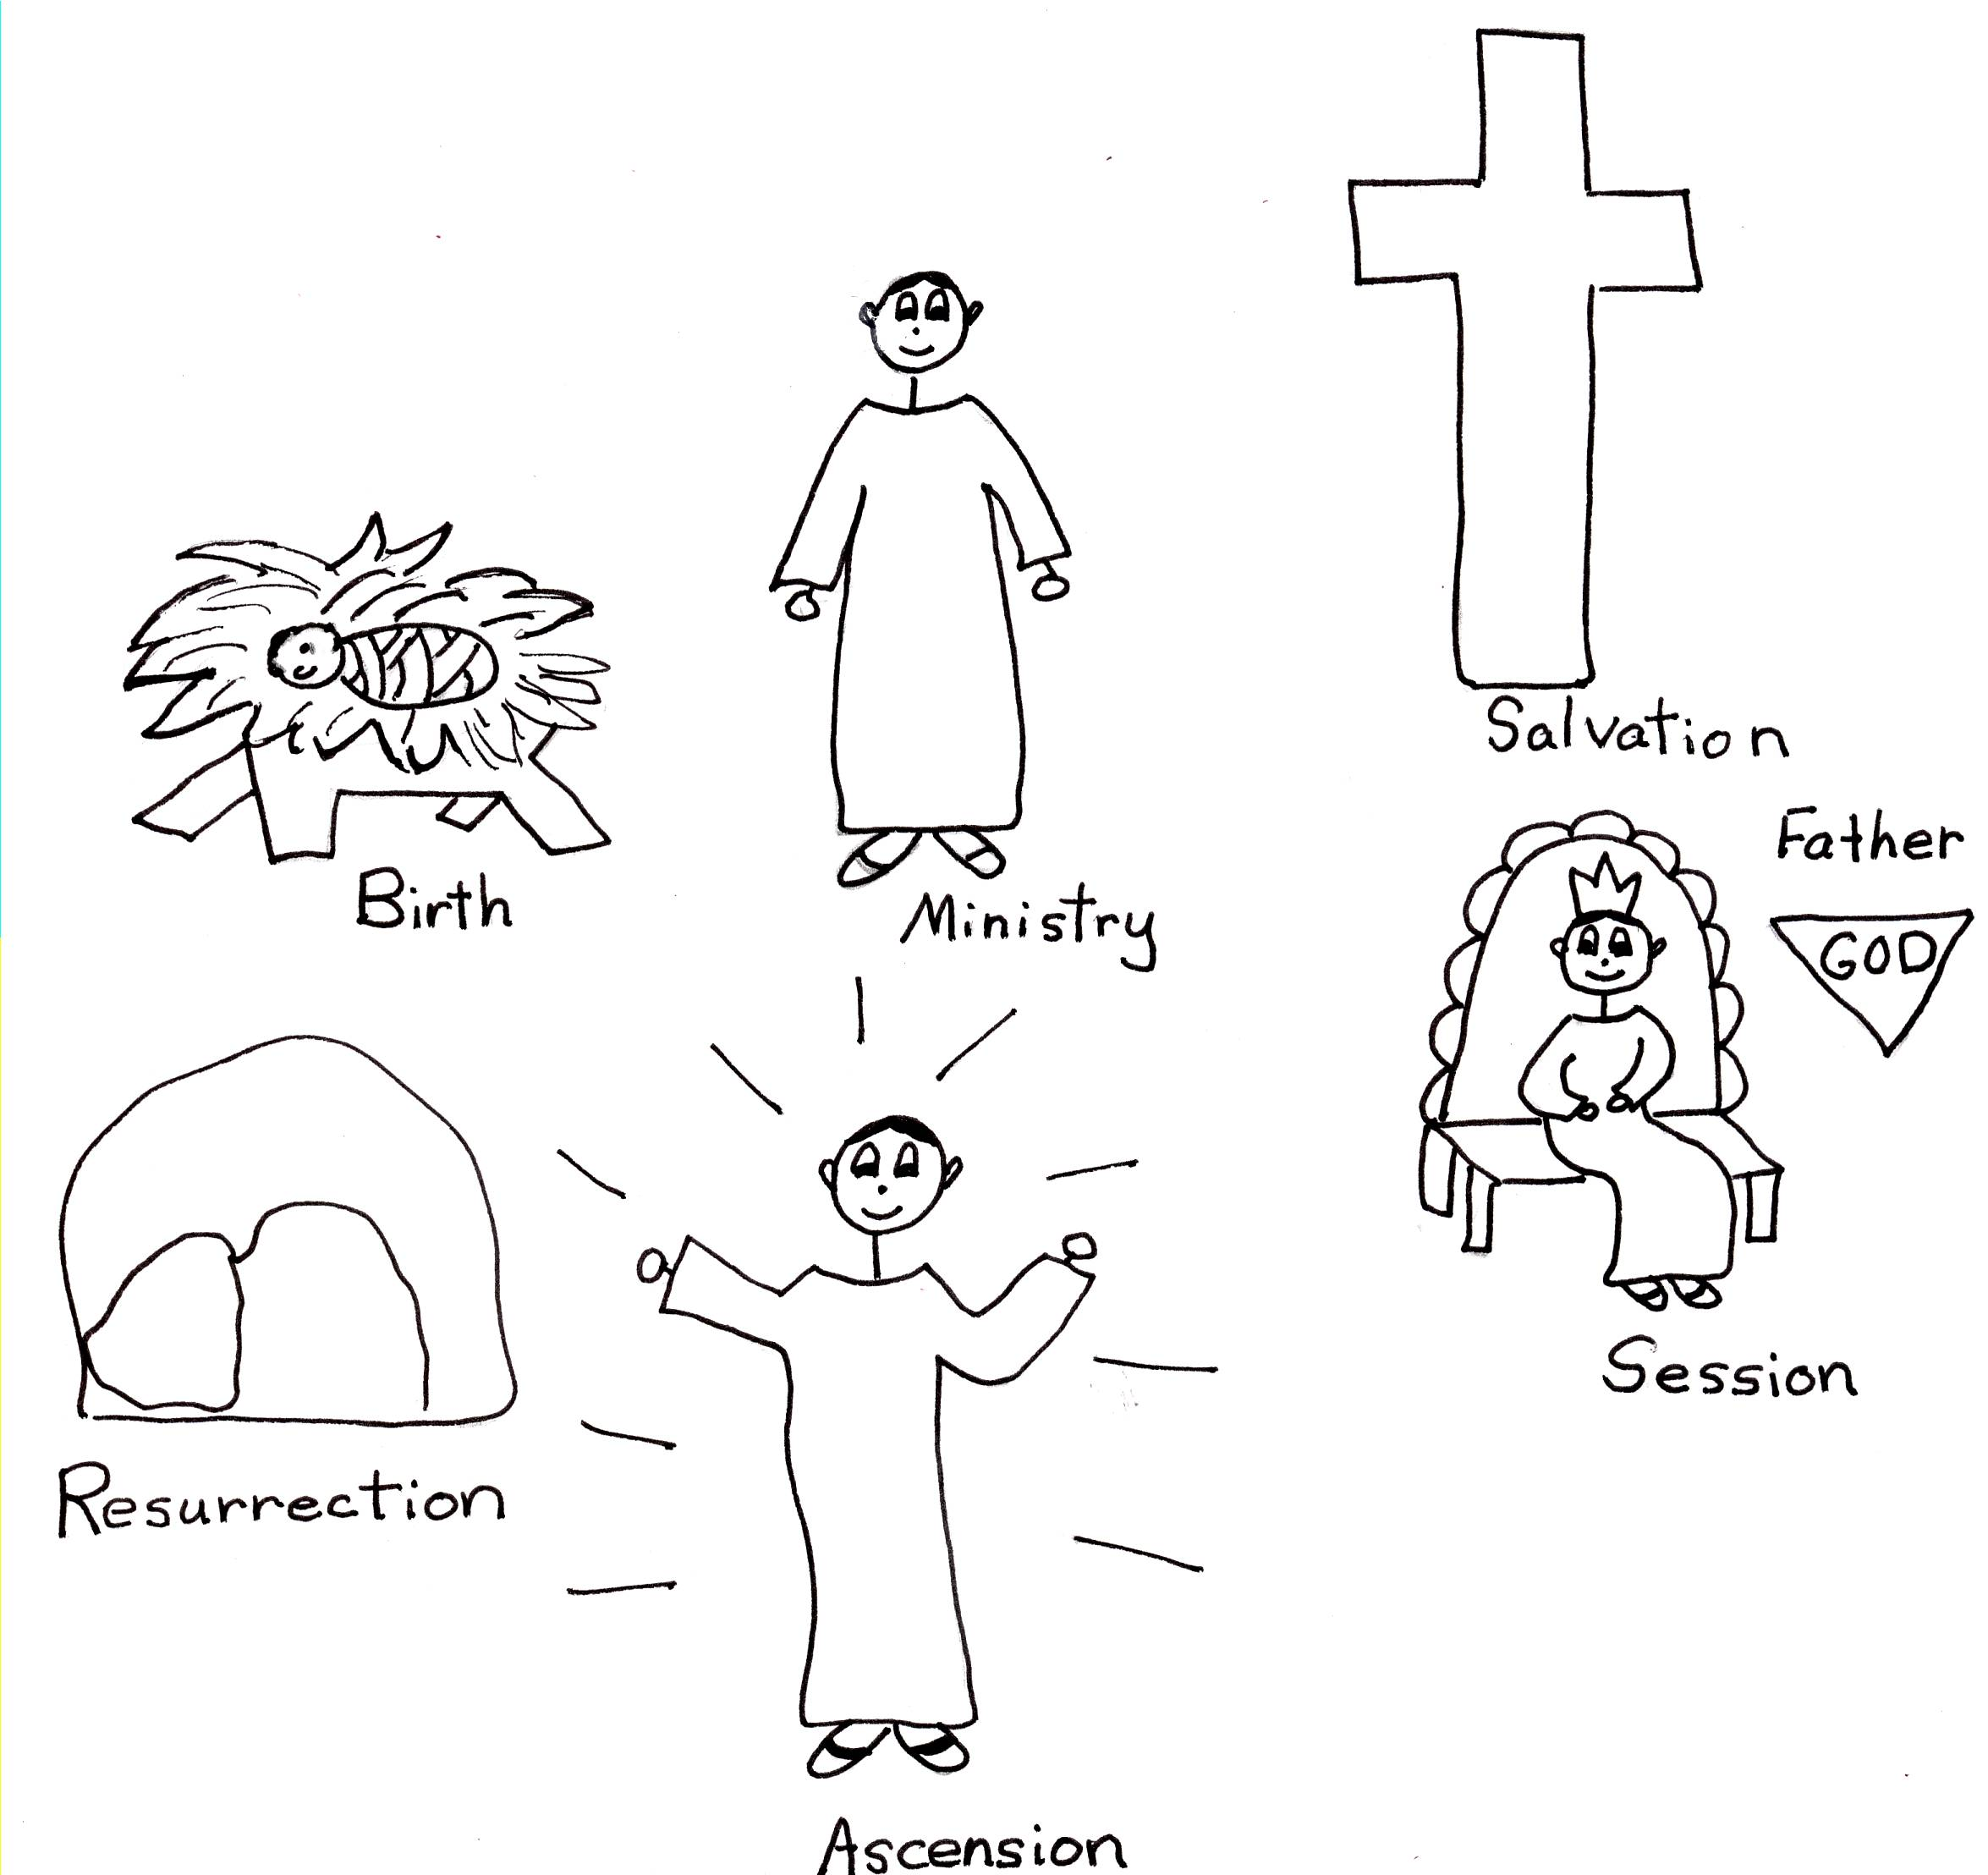 Birth
Ministry
Salvation
Resurrection
Ascension
Father
GOD
Session